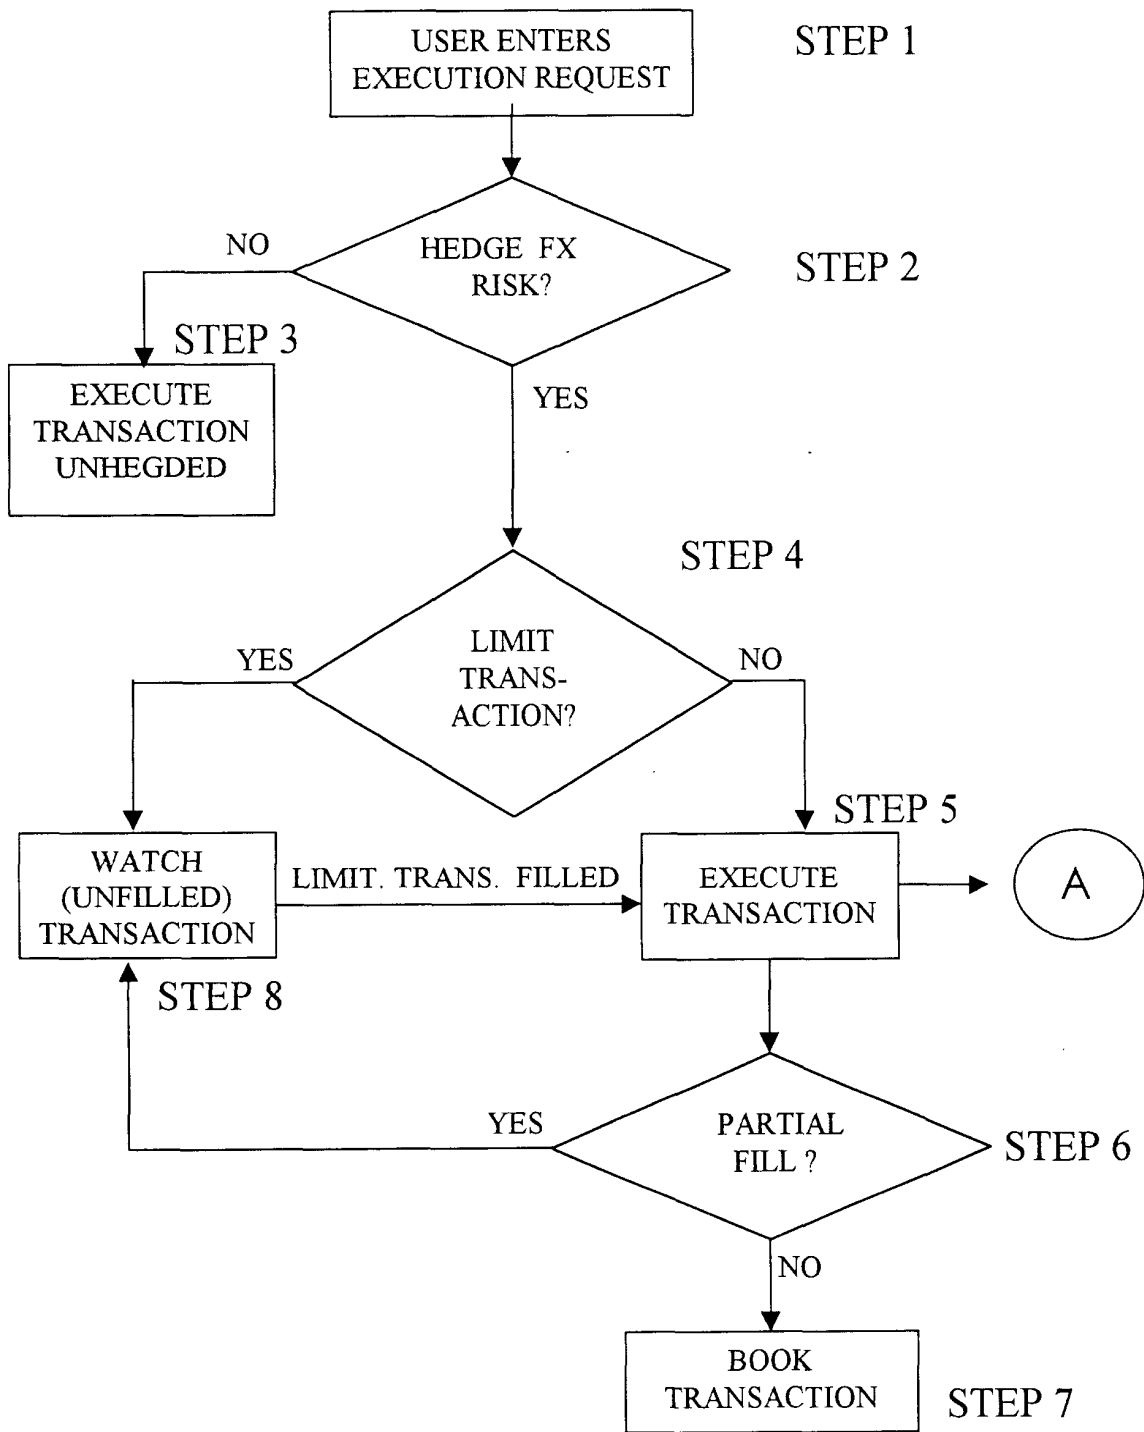 USER ENTERS
EXECUTION REQUEST
STEP 1
HEDGE FX
RISK?
NO
STEP 2
STEP 3
EXECUTE
TRANSACTION
UNHEGDED
YES
STEP 4
LIMIT
TRANS-
ACTION?
YES
NO
STEP 5
WATCH
(UNFILLED)
TRANSACTION
LIMIT. TRANS. FILLED
EXECUTE
TRANSACTION
A
STEP 8
YES
PARTIAL
FILL ?
STEP 6
NO
BOOK
TRANSACTION
STEP 7